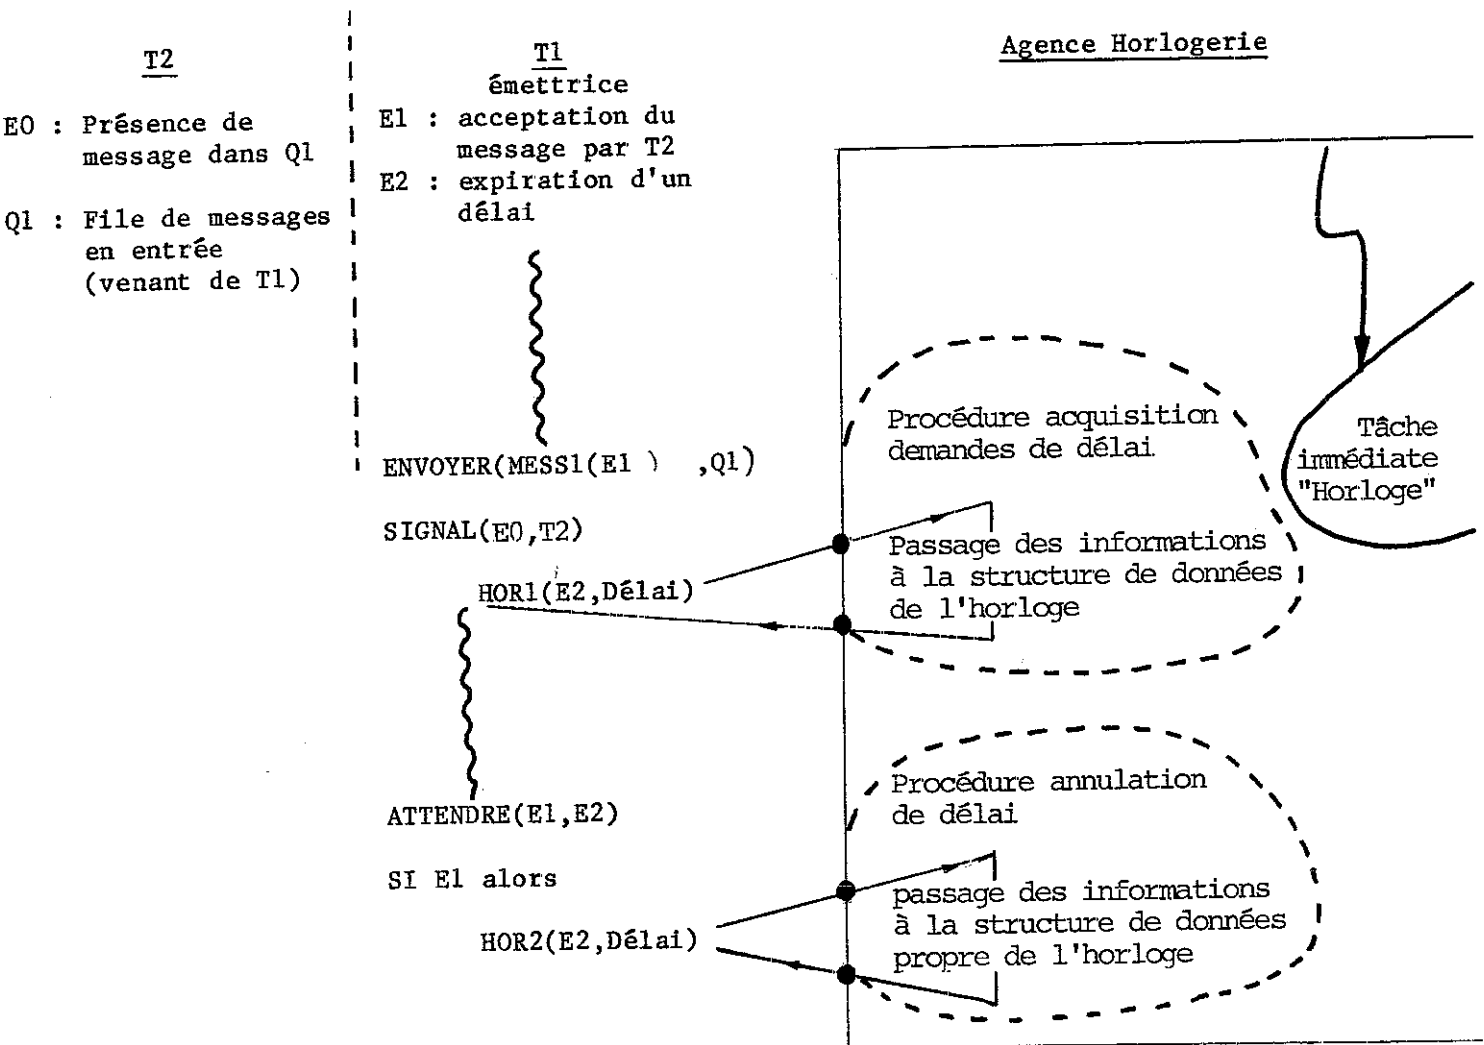 T2
E0 : Présence de
message dans Q1
Q1 : File de messages
en entrée
(venant de T1)
T1
émettrice
E1 : acceptation du
message par T2
E2 : expiration d'un
délai
ENVOYER(MESS1(E1 ) ,Q1)
SIGNAL(E0,T2)
HOR1(E2,Délai)
ATTENDRE(E1,E2)
SI E1 alors
HOR2(E2,Délai)
Agence Horlogerie
Procédure acquisition
demandes de délai
Passage des informations
à la structure de données
de l'horloge
Tâche
immédiate
"Horloge"
Procédure annulation
de délai
passage des informations
à la structure de données
propre de l'horloge